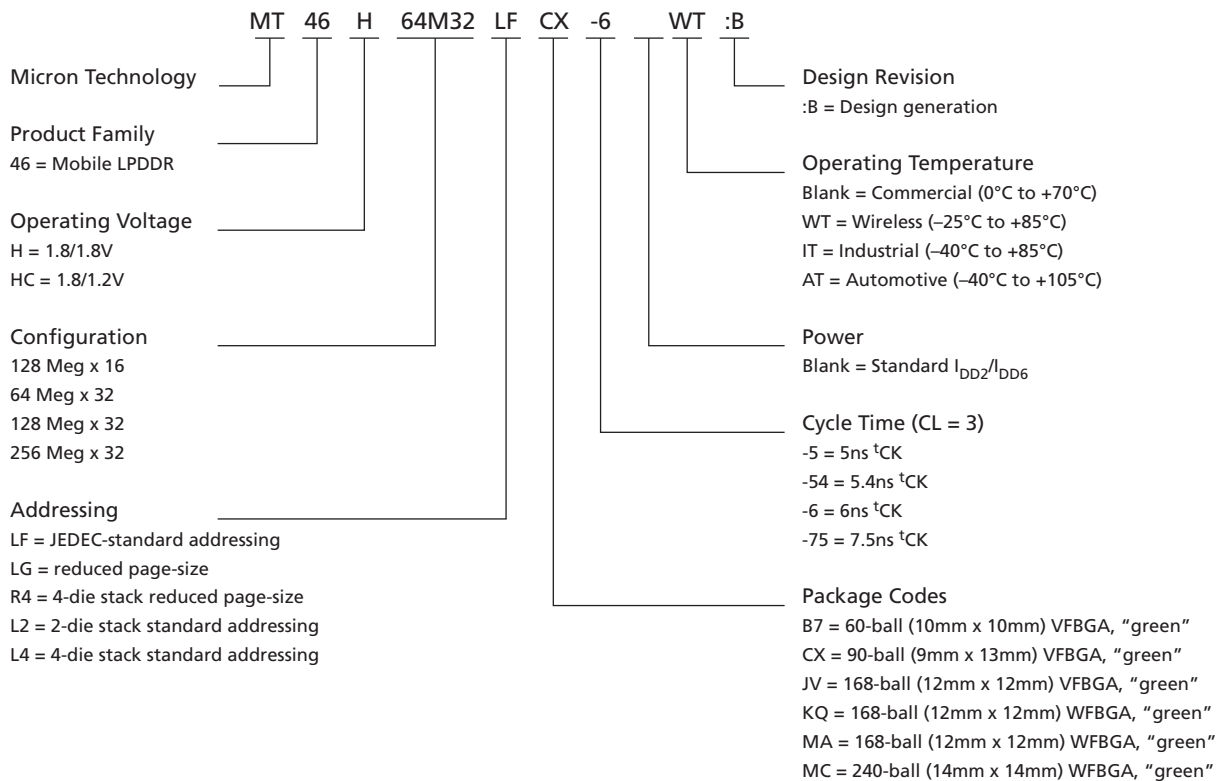 MT 46 H 64M32 LF CX -6 WT :B
Micron Technology
Product Family
46 = Mobile LPDDR
Operating Voltage
H = 1.8/1.8V
HC = 1.8/1.2V
Configuration
128 Meg x 16
64 Meg x 32
128 Meg x 32
256 Meg x 32
Addressing
LF = JEDEC-standard addressing
LG = reduced page-size
R4 = 4-die stack reduced page-size
L2 = 2-die stack standard addressing
L4 = 4-die stack standard addressing
Design Revision
:B = Design generation
Operating Temperature
Blank = Commercial (0°C to +70°C)
WT = Wireless (–25°C to +85°C)
IT = Industrial (–40°C to +85°C)
AT = Automotive (–40°C to +105°C)
Power
Blank = Standard IDD2/IDD6
Cycle Time (CL = 3)
-5 = 5ns tCK
-54 = 5.4ns tCK
-6 = 6ns tCK
-75 = 7.5ns tCK
Package Codes
B7 = 60-ball (10mm x 10mm) VFBGA, “green”
CX = 90-ball (9mm x 13mm) VFBGA, “green”
JV = 168-ball (12mm x 12mm) VFBGA, “green”
KQ = 168-ball (12mm x 12mm) WFBGA, “green”
MA = 168-ball (12mm x 12mm) WFBGA, “green”
MC = 240-ball (14mm x 14mm) WFBGA, “green”